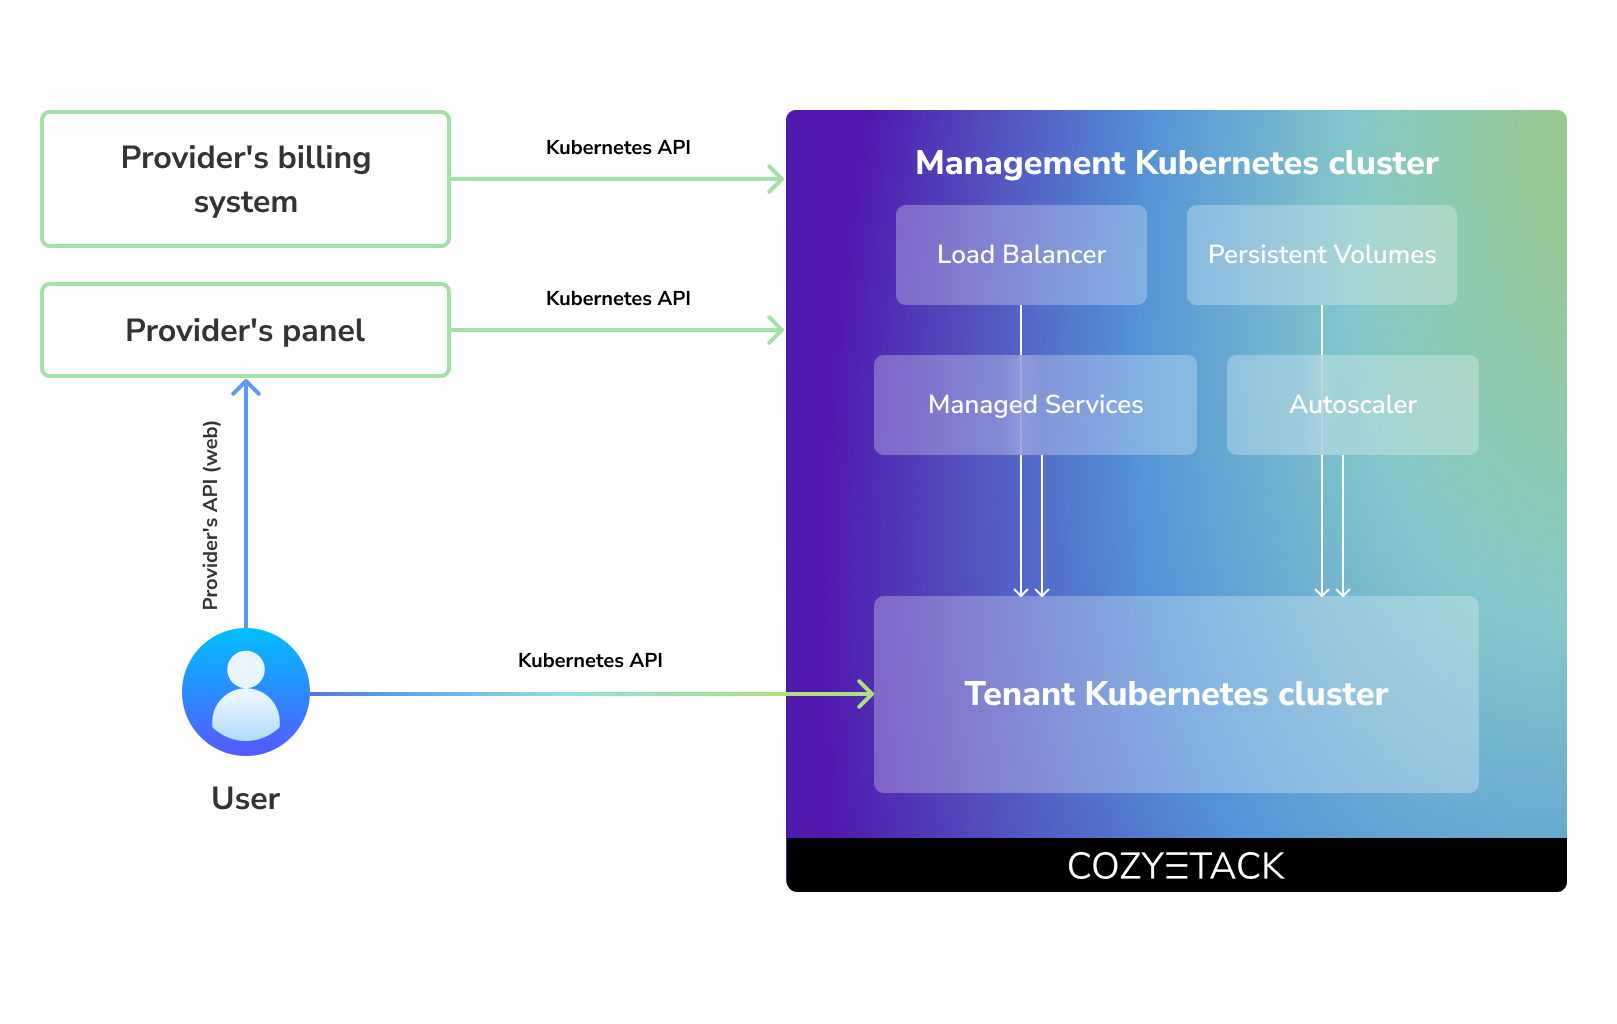 Provider's billing
system
Kubernetes API
Management Kubernetes cluster
Load Balancer
Persistent Volumes
Provider's panel
Kubernetes API
Managed Services
Autoscaler
Provider's API (web)
Kubernetes API
Tenant Kubernetes cluster
User
COZYΞTACK